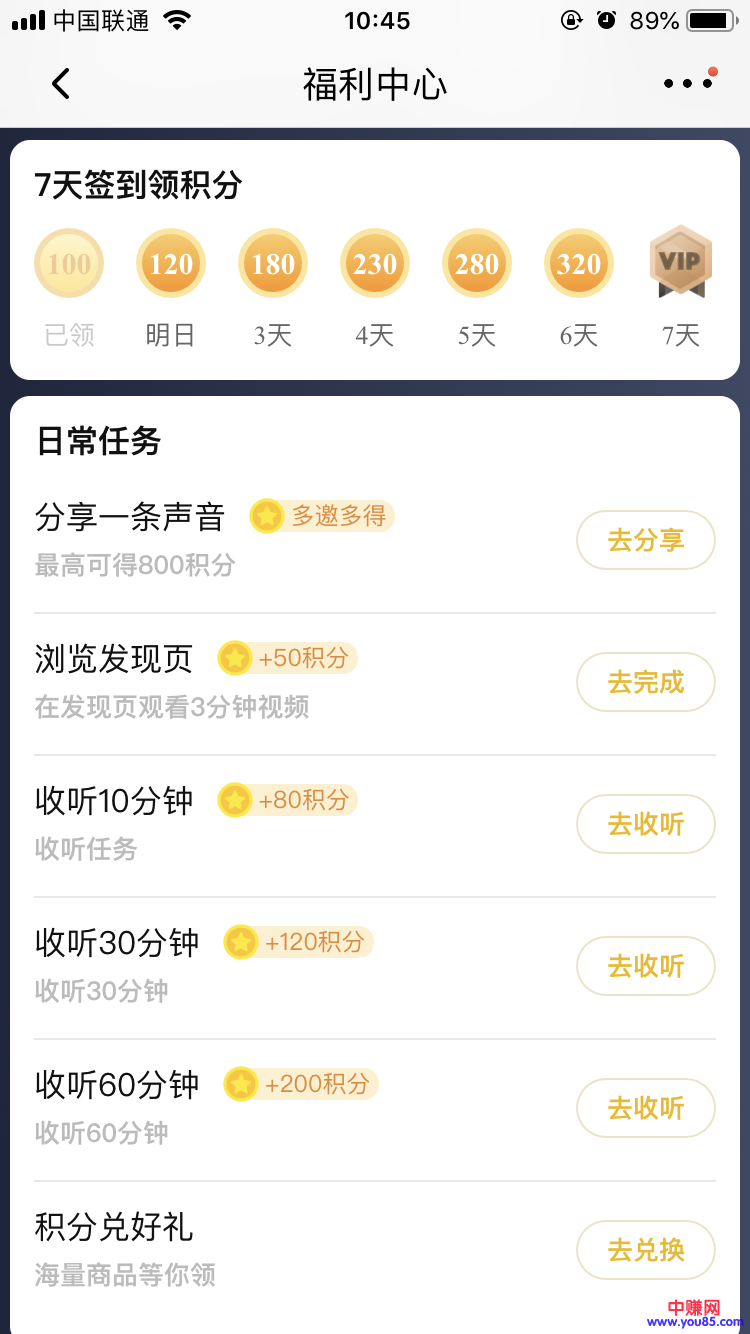 中国联通 10:45 89%
福利中心
7天签到领积分
100 120 180 230 280 320 VIP
已领 明日 3天 4天 5天 6天 7天
日常任务
分享一条声音 多邀多得
最高可得800积分
去分享
浏览发现页 +50积分
在发现页观看3分钟视频
去完成
收听10分钟 +80积分
收听任务
去收听
收听30分钟 +120积分
收听30分钟
去收听
收听60分钟 +200积分
收听60分钟
去收听
积分兑好礼
海量商品等你领
去兑换
中赚网
www.you85.com